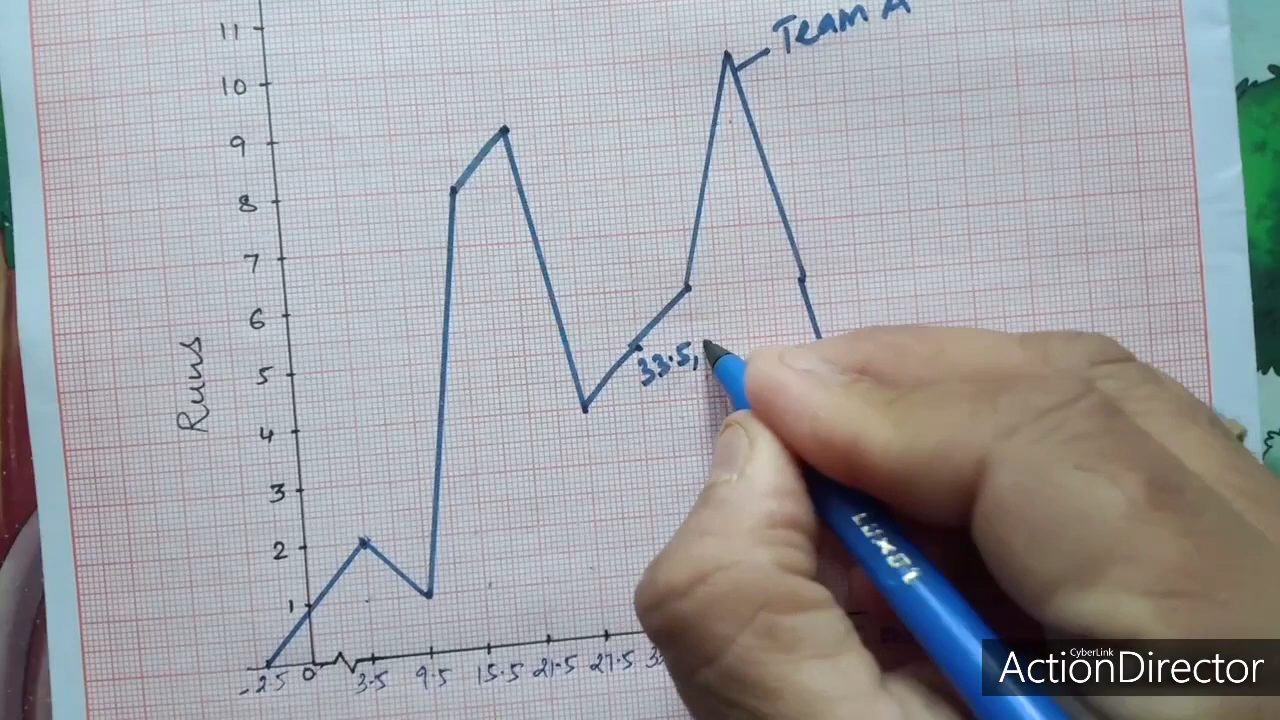 11
Team A
10
9
8
7
6
Runs
5
33.5,
4
3
2
1
-2.5 0 3.5 9.5 15.5 21.5 27.5
LUXOR
CyberLink
ActionDirector